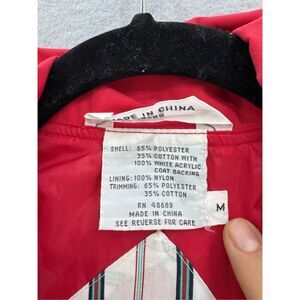 MADE IN CHINA
SHELL: 65% POLYESTER
35% COTTON WITH
100% WHITE ACRYLIC
COAT BACKING
LINING: 100% NYLON
TRIMMING: 65% POLYESTER
35% COTTON
RN 48689
MADE IN CHINA
SEE REVERSE FOR CARE
M